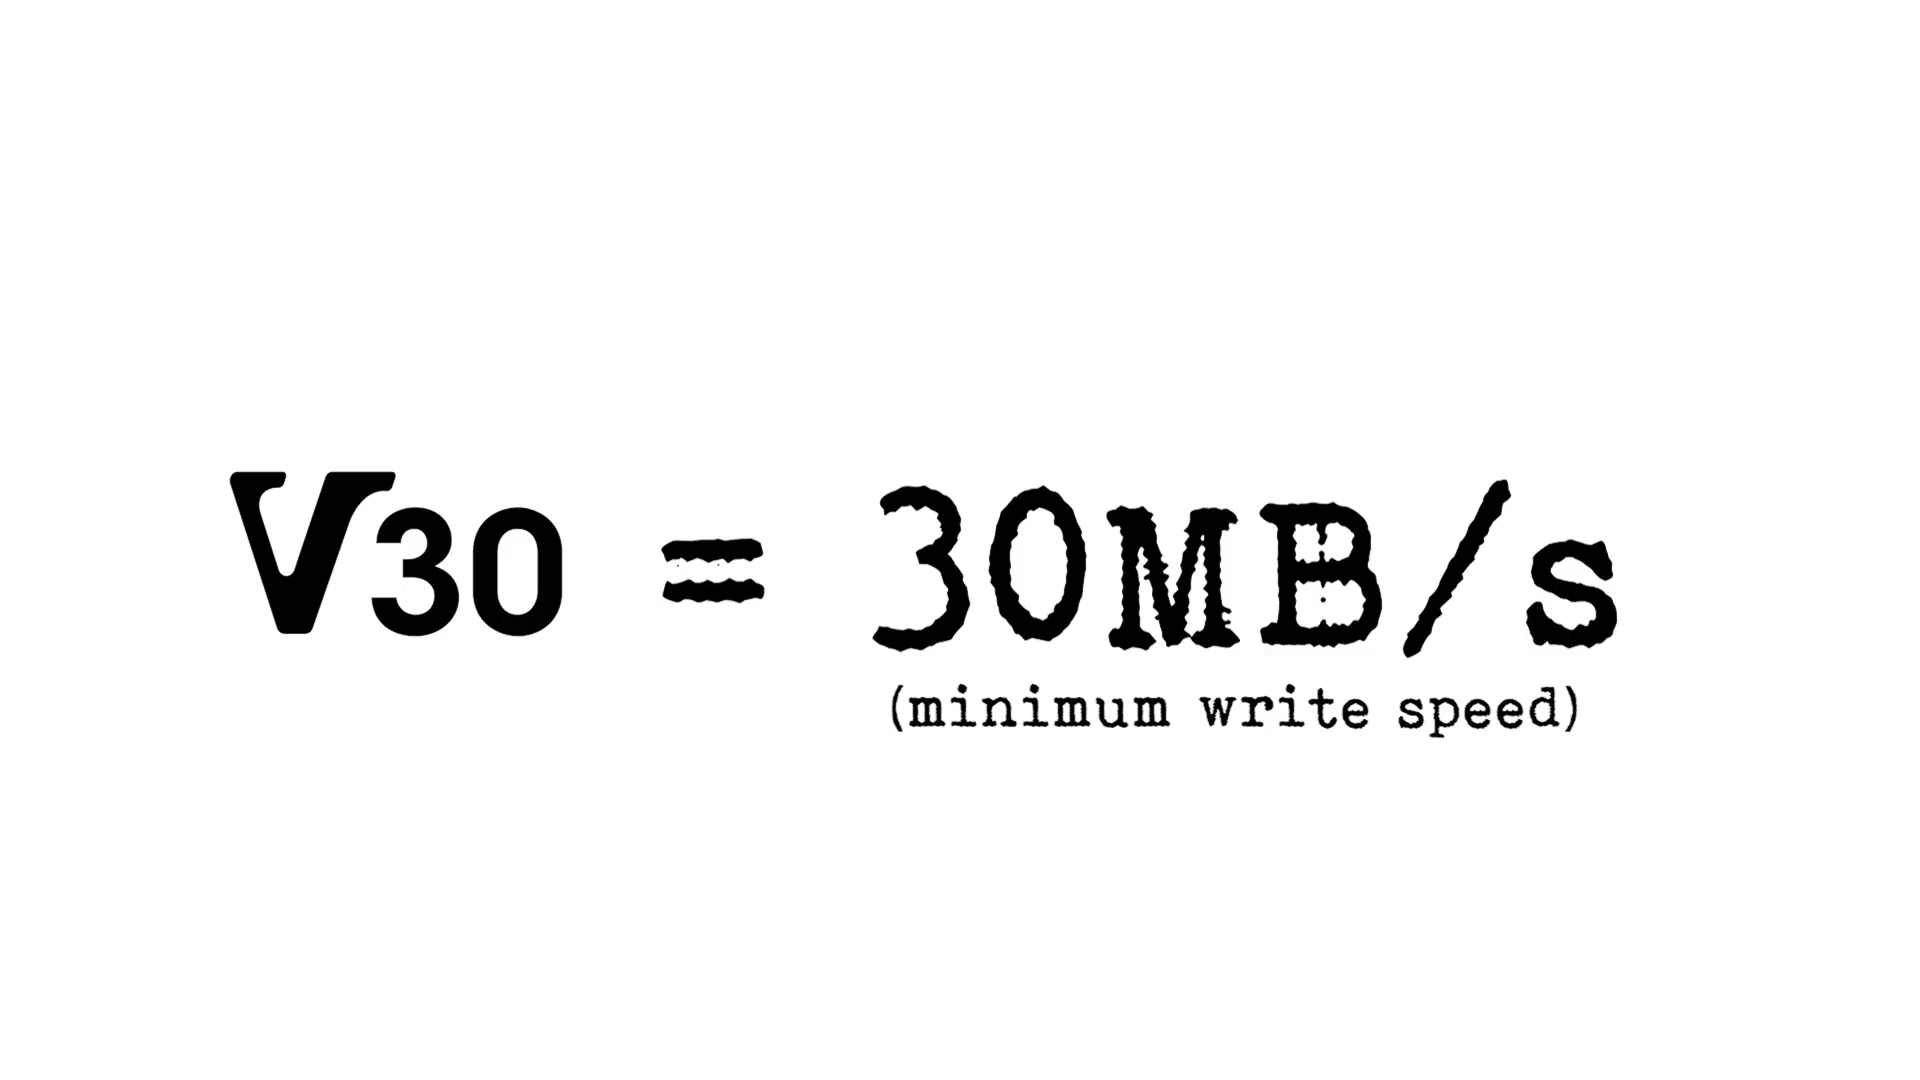 V30 = 30MB/s
(minimum write speed)